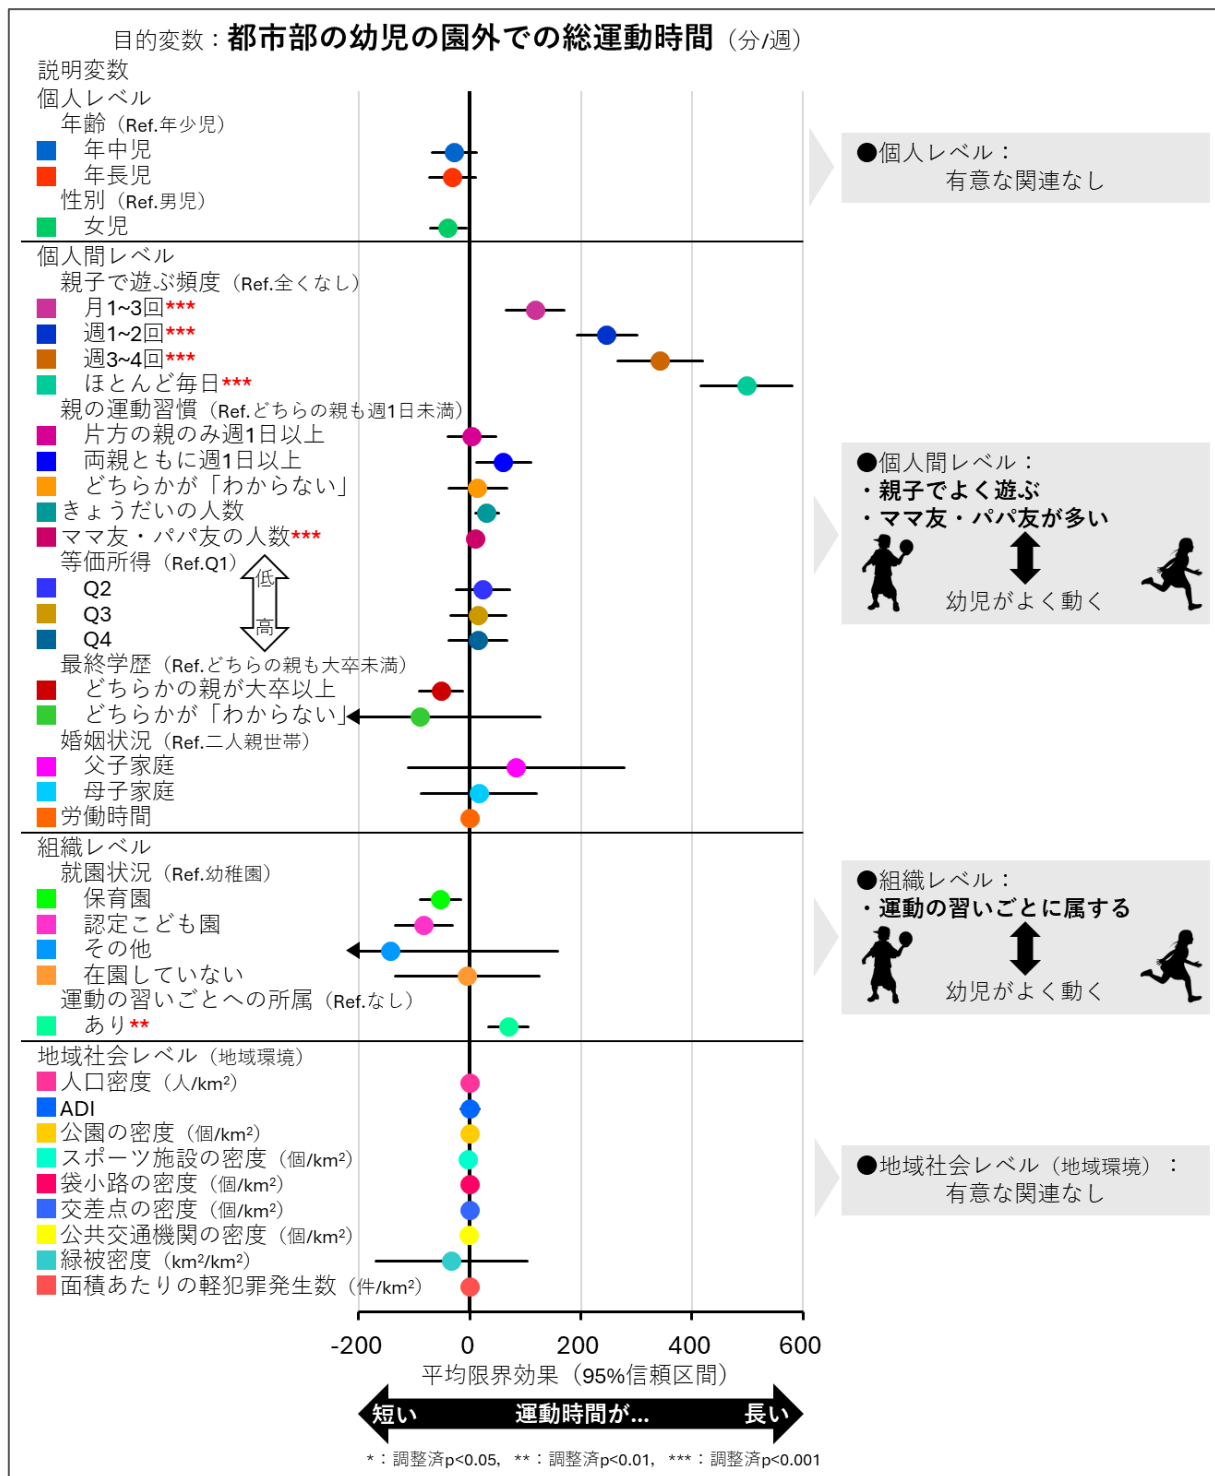 目的変数：都市部の幼児の園外での総運動時間（分/週）
説明変数
個人レベル
年齢（Ref.年少児）
年中児
年長児
性別（Ref.男児）
女児
●個人レベル：
有意な関連なし
個人間レベル
親子で遊ぶ頻度（Ref.全くなし）
月1~3回***
週1~2回***
週3~4回***
ほとんど毎日***
親の運動習慣（Ref.どちらの親も週1日未満）
片方の親のみ週1日以上
両親ともに週1日以上
どちらかが「わからない」
きょうだいの人数
ママ友・パパ友の人数***
等価所得（Ref.Q1）
低
Q2
Q3
高
Q4
最終学歴（Ref.どちらの親も大卒未満）
どちらかの親が大卒以上
どちらかが「わからない」
婚姻状況（Ref.二人親世帯）
父子家庭
母子家庭
労働時間
●個人間レベル：
・親子でよく遊ぶ
・ママ友・パパ友が多い
幼児がよく動く
組織レベル
就園状況（Ref.幼稚園）
保育園
認定こども園
その他
在園していない
運動の習いごとへの所属（Ref.なし）
あり**
●組織レベル：
・運動の習いごとに属する
幼児がよく動く
地域社会レベル（地域環境）
人口密度（人/km²）
ADI
公園の密度（個/km²）
スポーツ施設の密度（個/km²）
袋小路の密度（個/km²）
交差点の密度（個/km²）
公共交通機関の密度（個/km²）
緑被密度（km²/km²）
面積あたりの軽犯罪発生数（件/km²）
●地域社会レベル（地域環境）：
有意な関連なし
-200 0 200 400 600
平均限界効果（95%信頼区間）
短い 運動時間が... 長い
*：調整済p<0.05, **：調整済p<0.01, ***：調整済p<0.001